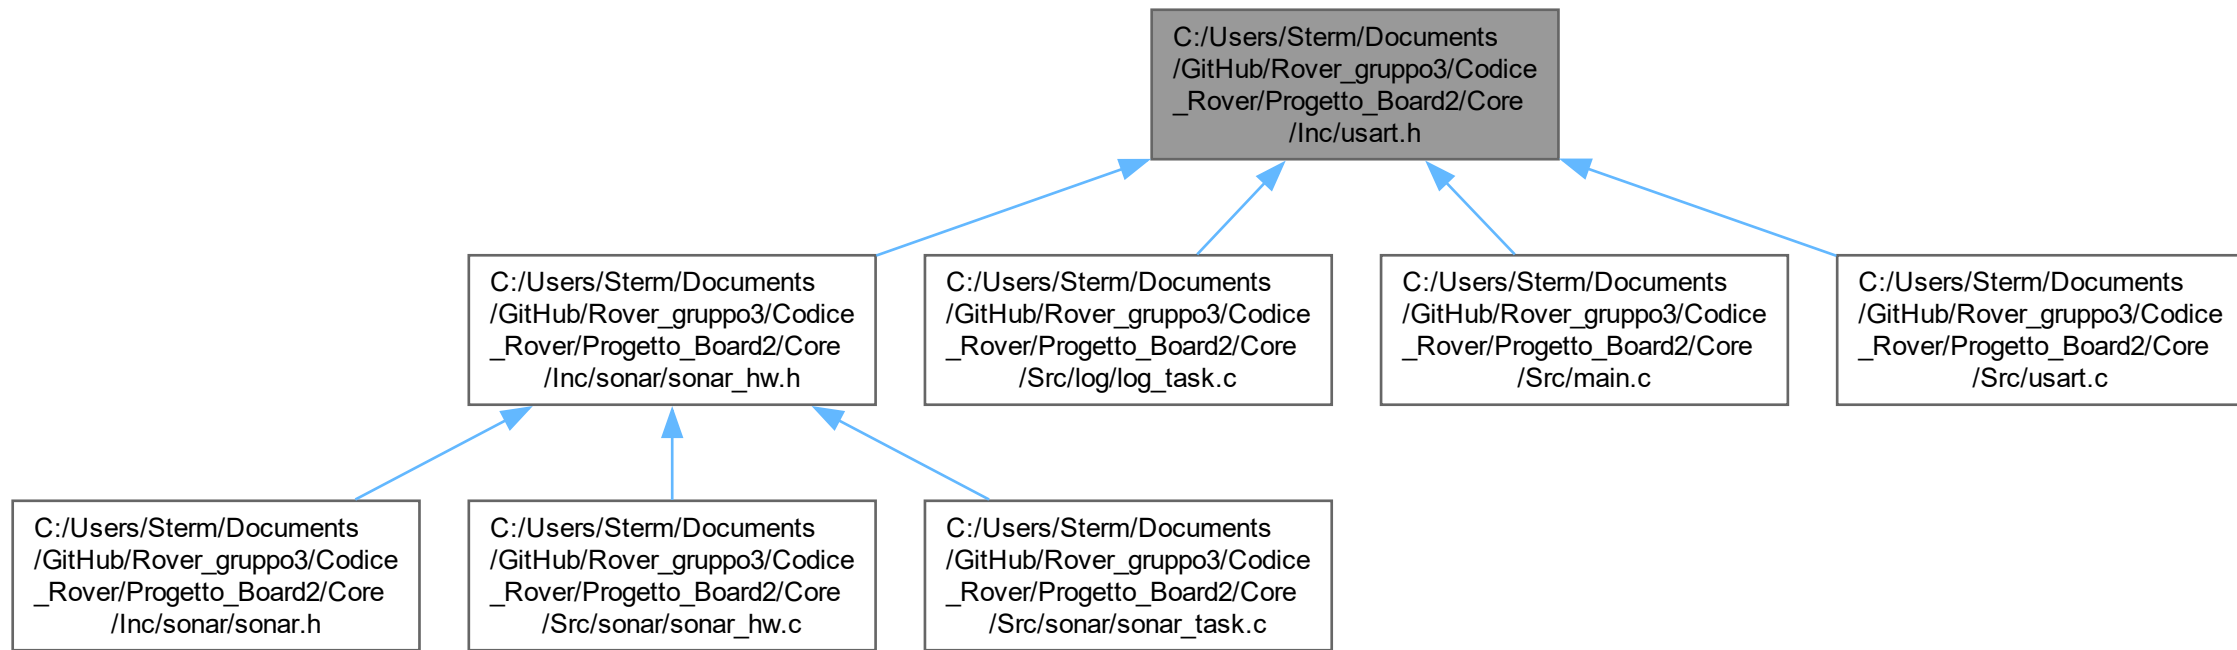 C:/Users/Sterm/Documents
/GitHub/Rover_gruppo3/Codice
_Rover/Progetto_Board2/Core
/Inc/usart.h
C:/Users/Sterm/Documents
/GitHub/Rover_gruppo3/Codice
_Rover/Progetto_Board2/Core
/Inc/sonar/sonar_hw.h
C:/Users/Sterm/Documents
/GitHub/Rover_gruppo3/Codice
_Rover/Progetto_Board2/Core
/Src/log/log_task.c
C:/Users/Sterm/Documents
/GitHub/Rover_gruppo3/Codice
_Rover/Progetto_Board2/Core
/Src/main.c
C:/Users/Sterm/Documents
/GitHub/Rover_gruppo3/Codice
_Rover/Progetto_Board2/Core
/Src/usart.c
C:/Users/Sterm/Documents
/GitHub/Rover_gruppo3/Codice
_Rover/Progetto_Board2/Core
/Inc/sonar/sonar.h
C:/Users/Sterm/Documents
/GitHub/Rover_gruppo3/Codice
_Rover/Progetto_Board2/Core
/Src/sonar/sonar_hw.c
C:/Users/Sterm/Documents
/GitHub/Rover_gruppo3/Codice
_Rover/Progetto_Board2/Core
/Src/sonar/sonar_task.c